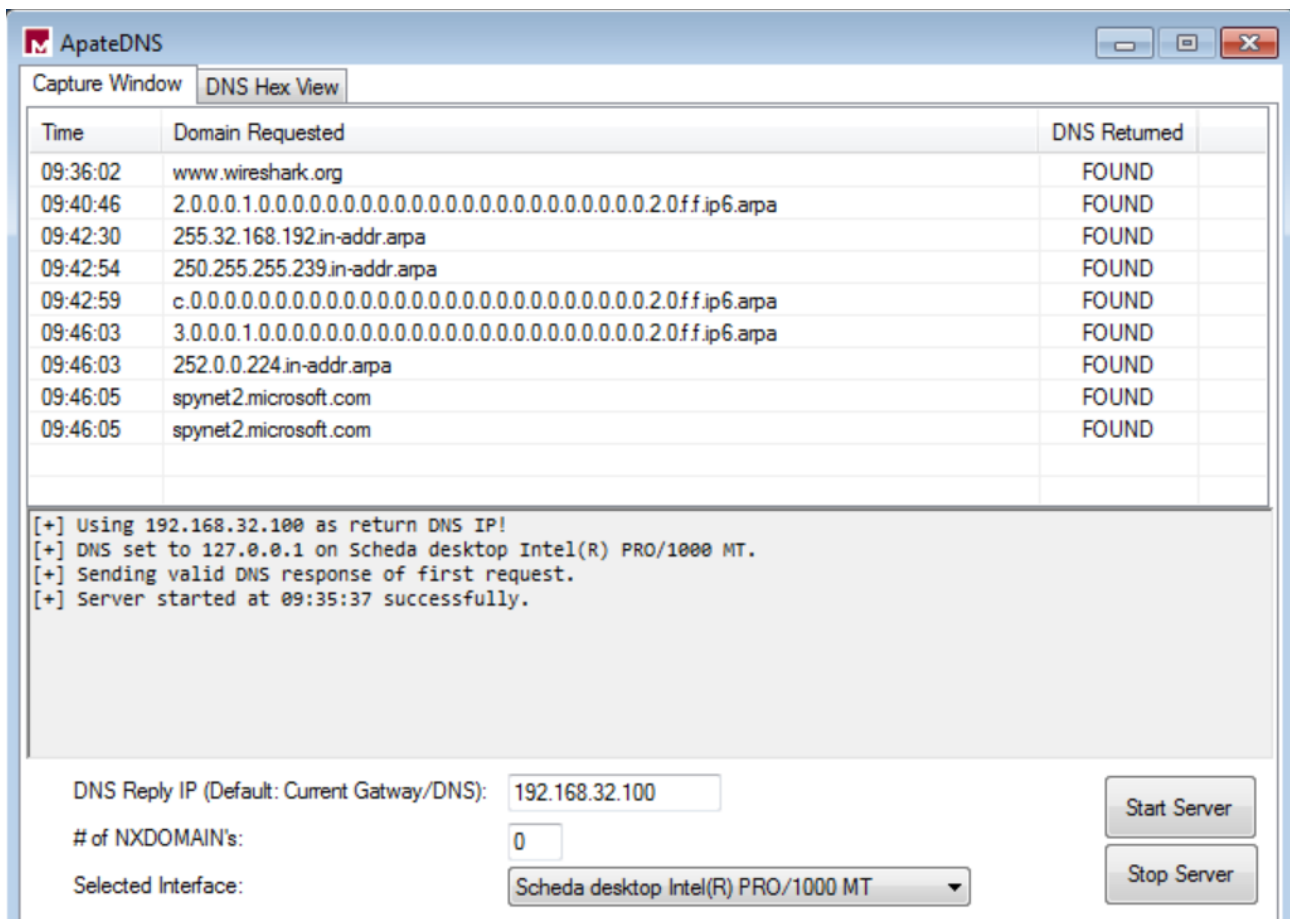 ApateDNS
Capture Window DNS Hex View
Time Domain Requested DNS Returned
09:36:02 www.wireshark.org FOUND
09:40:46 2.0.0.0.1.0.0.0.0.0.0.0.0.0.0.0.0.0.0.0.0.0.0.0.0.0.0.0.2.0.f.f.ip6.arpa FOUND
09:42:30 255.32.168.192.in-addr.arpa FOUND
09:42:54 250.255.255.239.in-addr.arpa FOUND
09:42:59 c.0.0.0.0.0.0.0.0.0.0.0.0.0.0.0.0.0.0.0.0.0.0.0.0.0.0.0.2.0.f.f.ip6.arpa FOUND
09:46:03 3.0.0.0.1.0.0.0.0.0.0.0.0.0.0.0.0.0.0.0.0.0.0.0.0.0.0.0.2.0.f.f.ip6.arpa FOUND
09:46:03 252.0.0.224.in-addr.arpa FOUND
09:46:05 spynet2.microsoft.com FOUND
09:46:05 spynet2.microsoft.com FOUND
[+] Using 192.168.32.100 as return DNS IP!
[+] DNS set to 127.0.0.1 on Scheda desktop Intel(R) PRO/1000 MT.
[+] Sending valid DNS response of first request.
[+] Server started at 09:35:37 successfully.
DNS Reply IP (Default: Current Gatway/DNS): 192.168.32.100
Start Server
# of NXDOMAIN's: 0
Selected Interface: Scheda desktop Intel(R) PRO/1000 MT
Stop Server